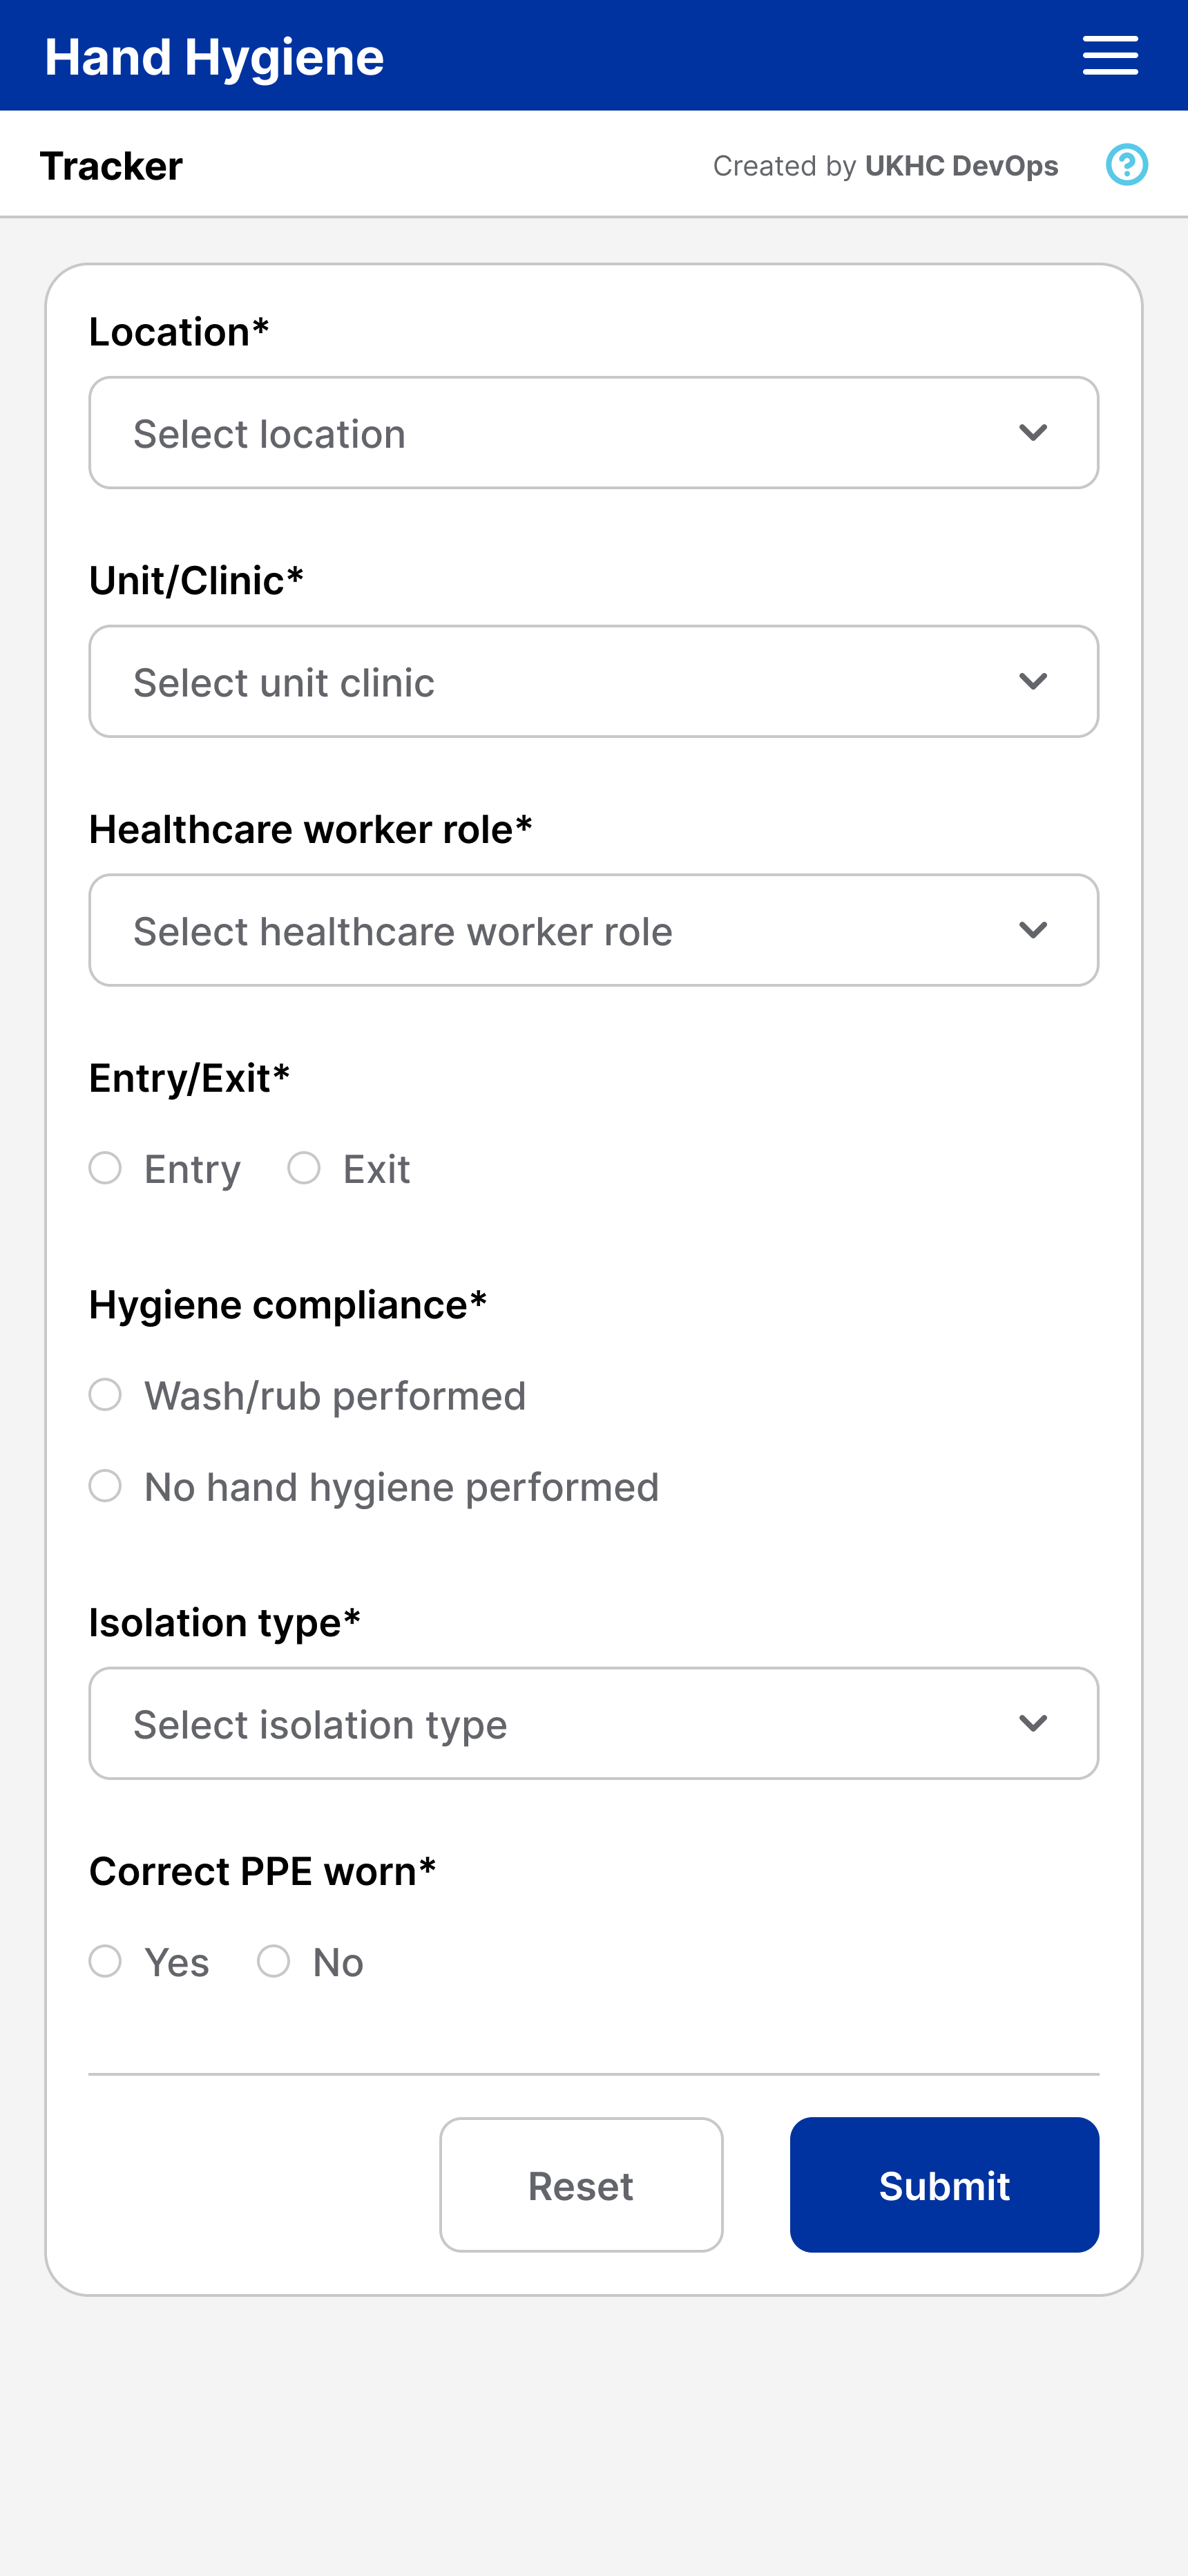 Hand Hygiene
Tracker
Created by UKHC DevOps
Location*
Select location
Unit/Clinic*
Select unit clinic
Healthcare worker role*
Select healthcare worker role
Entry/Exit*
Entry Exit
Hygiene compliance*
Wash/rub performed
No hand hygiene performed
Isolation type*
Select isolation type
Correct PPE worn*
Yes No
Reset Submit